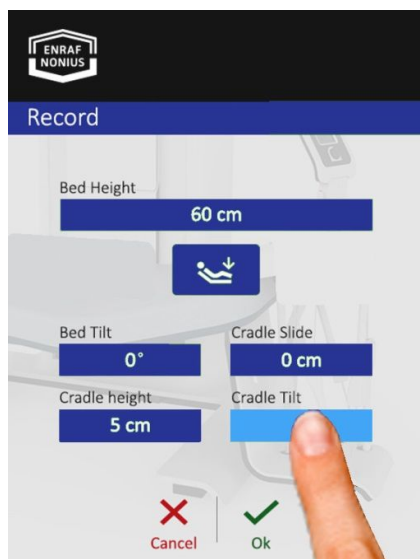 ENRAF
NONIUS
Record
Bed Height
60 cm
Bed Tilt
Cradle Slide
0°
0 cm
Cradle height
Cradle Tilt
5 cm
Cancel
Ok